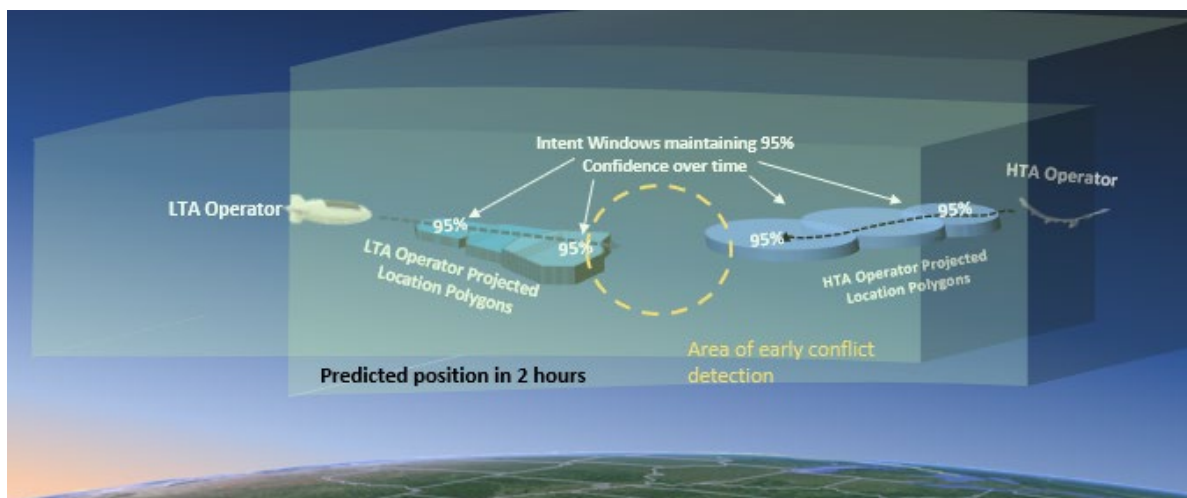 Intent Windows maintaining 95%
Confidence over time
HTA Operator
LTA Operator
95%
95%
95%
95%
LTA Operator Projected
Location Polygons
HTA Operator Projected
Location Polygons
Area of early conflict
detection
Predicted position in 2 hours